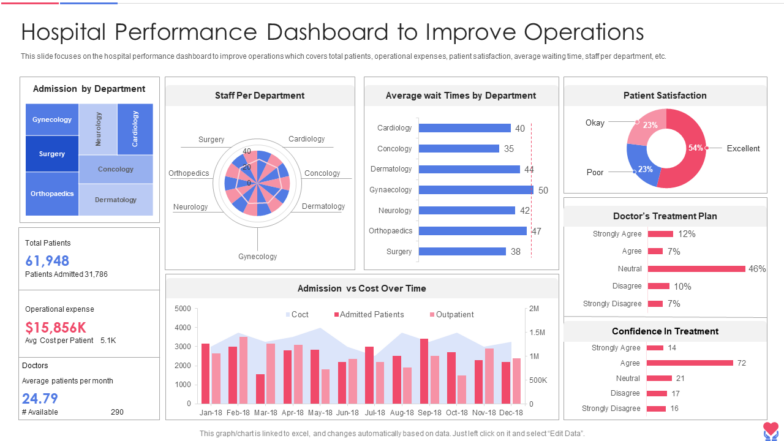 Hospital Performance Dashboard to Improve Operations
This slide focuses on the hospital performance dashboard to improve operations which covers total patients, operational expenses, patient satisfaction, average waiting time, staff per department, etc.
Admission by Department
Gynecology
Neurology
Cardiology
Surgery
Concology
Orthopaedics
Dermatology
Total Patients
61,948
Patients Admitted 31,786
Operational expense
$15,856K
Avg Cost per Patient 5.1K
Doctors
Average patients per month
24.79
# Available 290
Staff Per Department
Surgery
Cardiology
40
Orthopedics
Concology
Neurology
Dermatology
Gynecology
Average wait Times by Department
Cardiology 40
Concology 35
Dermatology 44
Gynaecology 50
Neurology 42
Orthopaedics 47
Surgery 38
Admission vs Cost Over Time
Coct Admitted Patients Outpatient
5000
4000
3000
2000
1000
0
2M
1.5M
1M
500K
0
Jan-18 Feb-18 Mar-18 Apr-18 May-18 Jun-18 Jul-18 Aug-18 Sep-18 Oct-18 Nov-18 Dec-18
Patient Satisfaction
Okay
23%
54%
Excellent
Poor
23%
Doctor's Treatment Plan
Strongly Agree 12%
Agree 7%
Neutral 46%
Disagree 10%
Strongly Disagree 7%
Confidence In Treatment
Strongly Agree 14
Agree 72
Neutral 21
Disagree 17
Strongly Disagree 16
This graph/chart is linked to excel, and changes automatically based on data. Just left click on it and select "Edit Data".